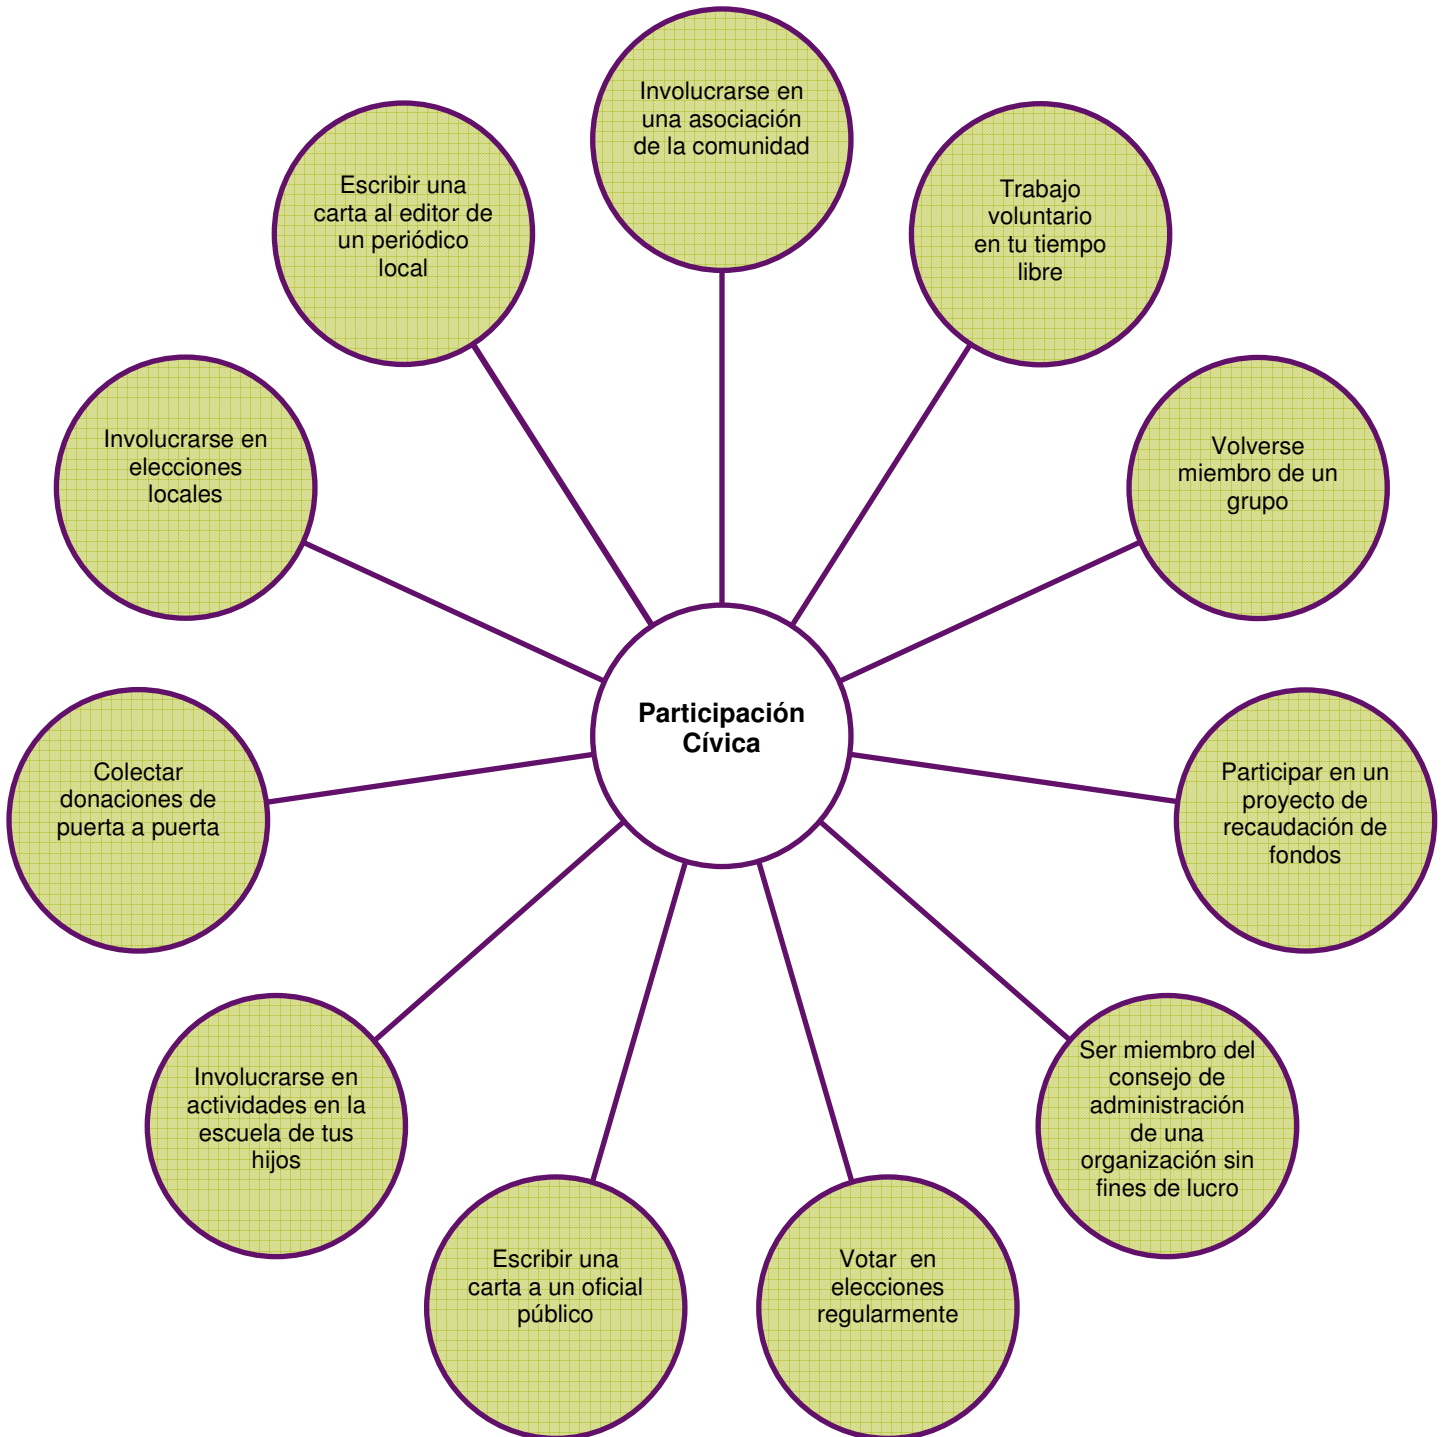 Involucrarse en
una asociación
de la comunidad
Trabajo
voluntario
en tu tiempo
libre
Volverse
miembro de un
grupo
Participar en un
proyecto de
recaudación de
fondos
Ser miembro del
consejo de
administración
de una
organización sin
fines de lucro
Votar  en
elecciones
regularmente
Escribir una
carta a un oficial
público
Involucrarse en
actividades en la
escuela de tus
hijos
Colectar
donaciones de
puerta a puerta
Involucrarse en
elecciones
locales
Escribir una
carta al editor de
un periódico
local
Participación
Cívica